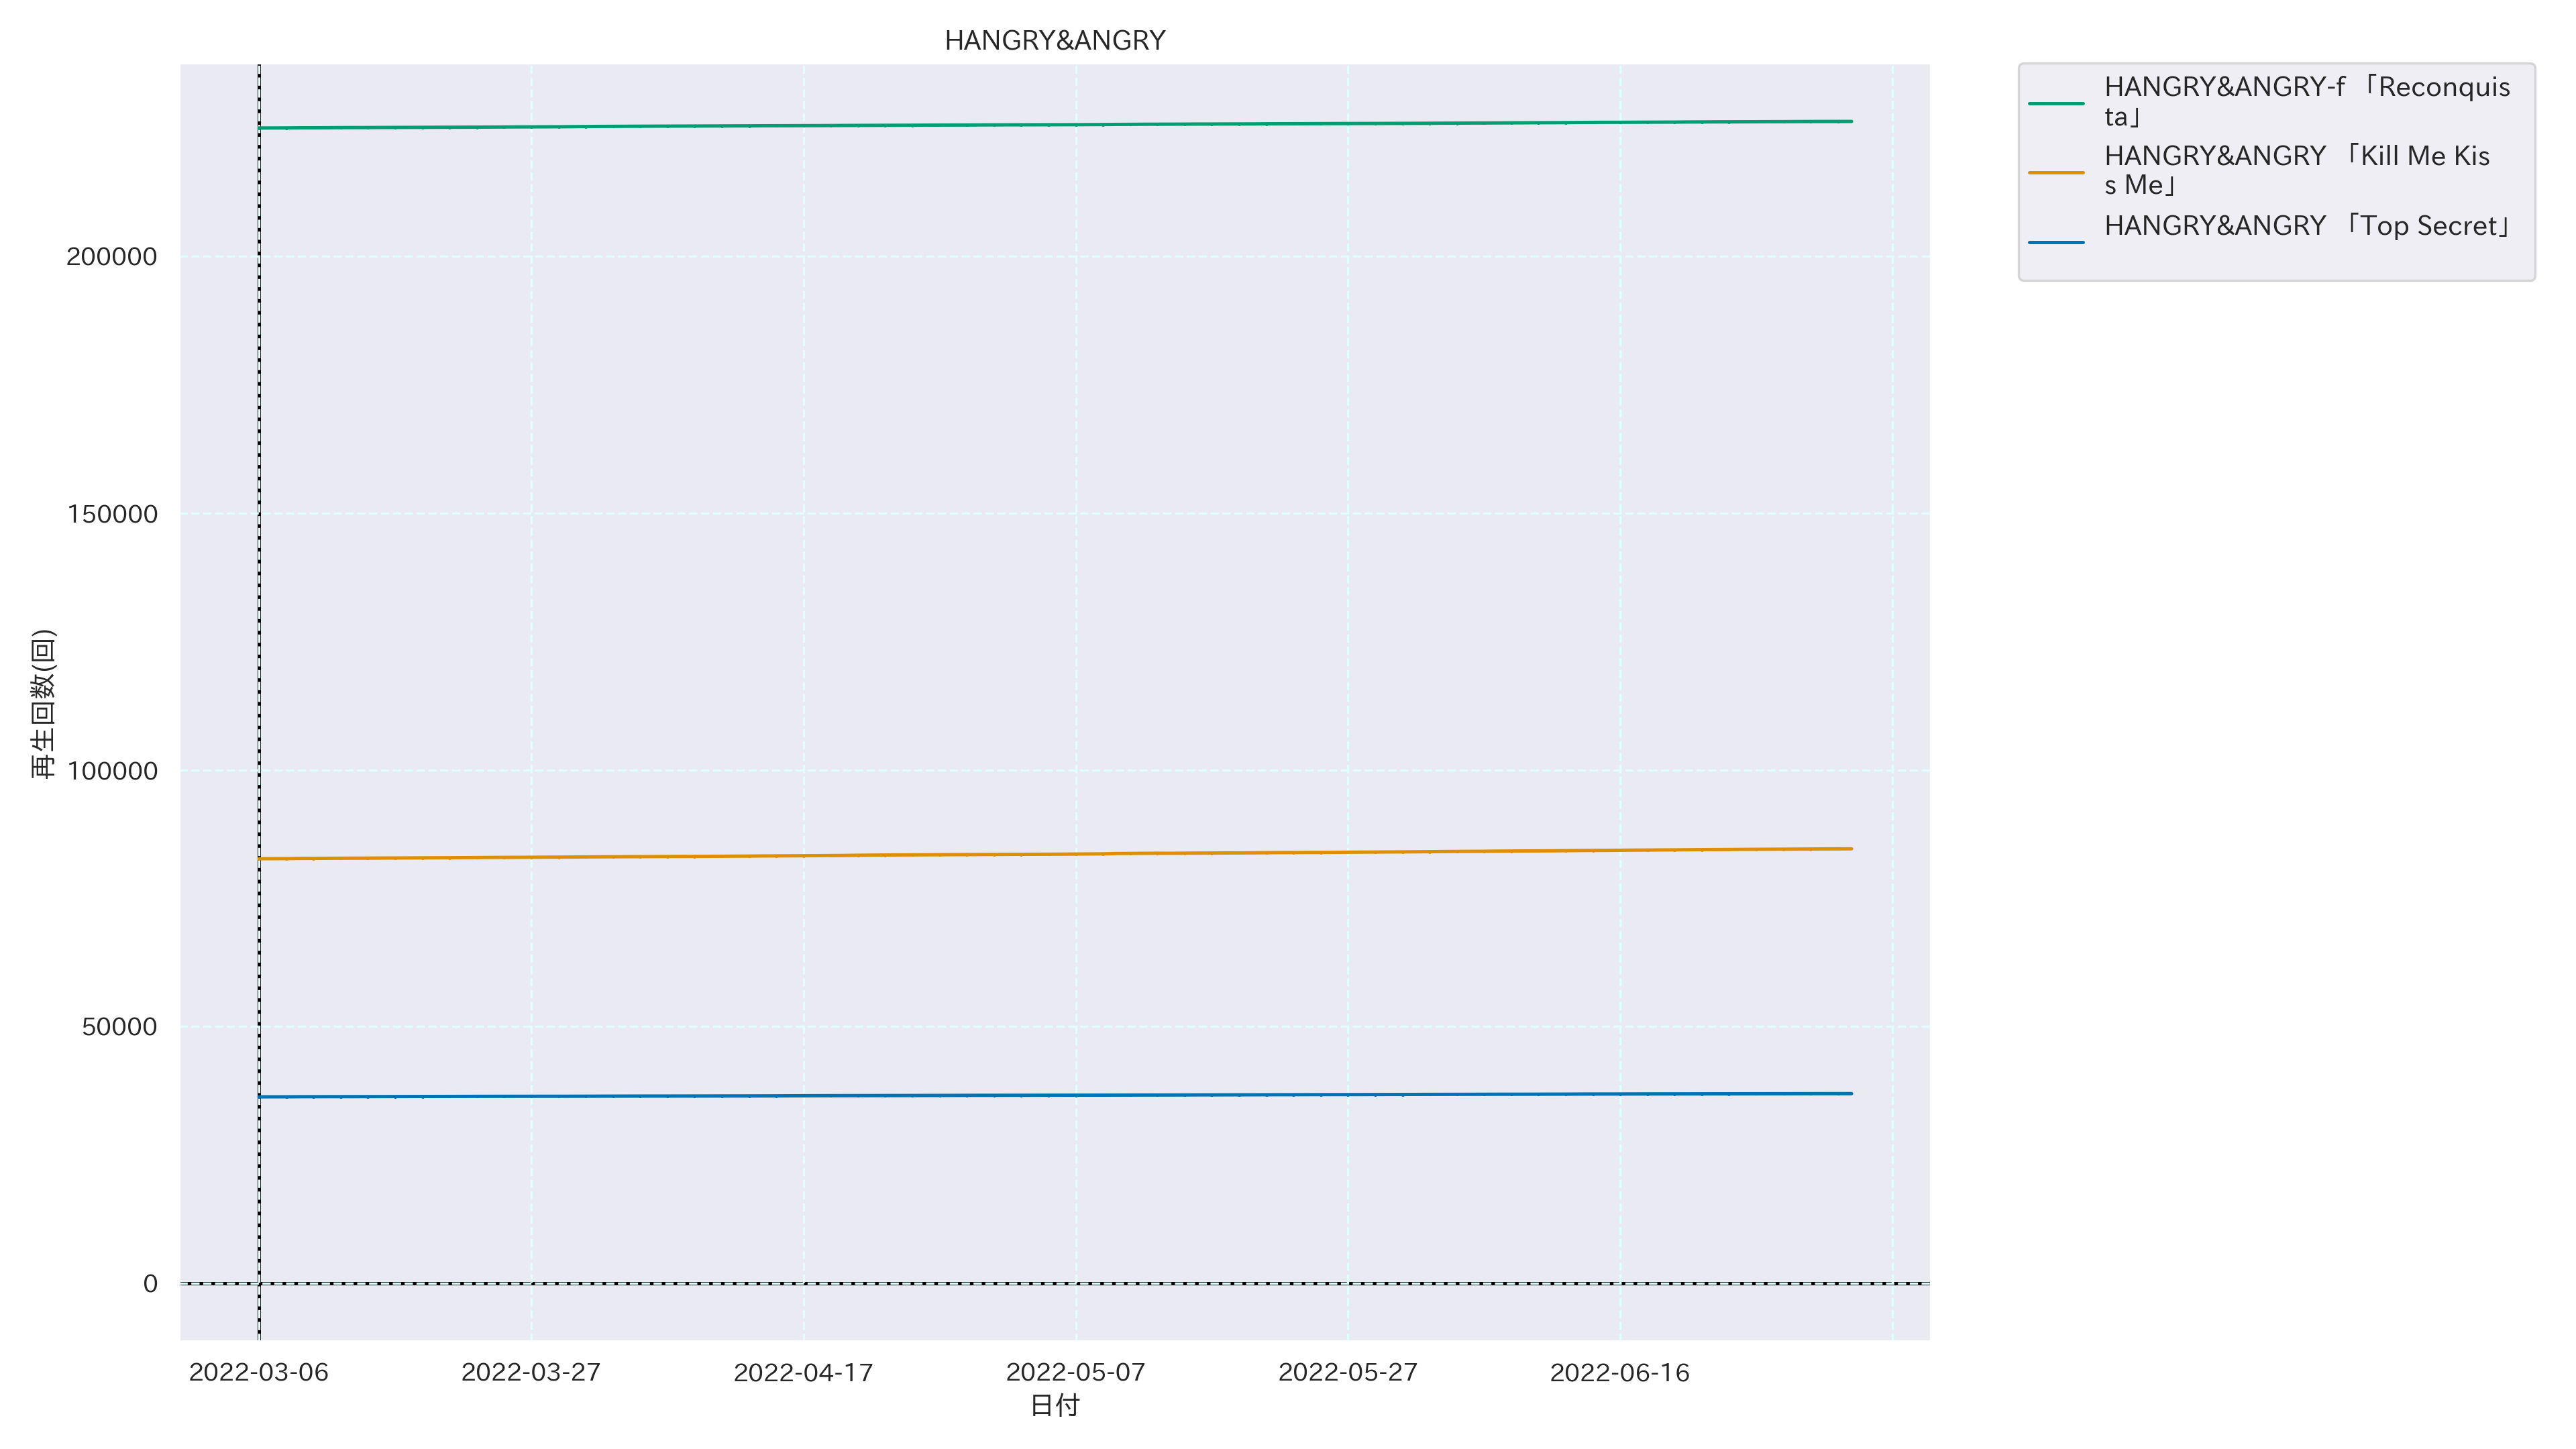 HANGRY&ANGRY
HANGRY&ANGRY-f 「Reconquis
ta」
HANGRY&ANGRY 「Kill Me Kis
s Me」
HANGRY&ANGRY 「Top Secret」
200000
150000
100000
50000
0
再生回数(回)
2022-03-06
2022-03-27
2022-04-17
2022-05-07
2022-05-27
2022-06-16
日付